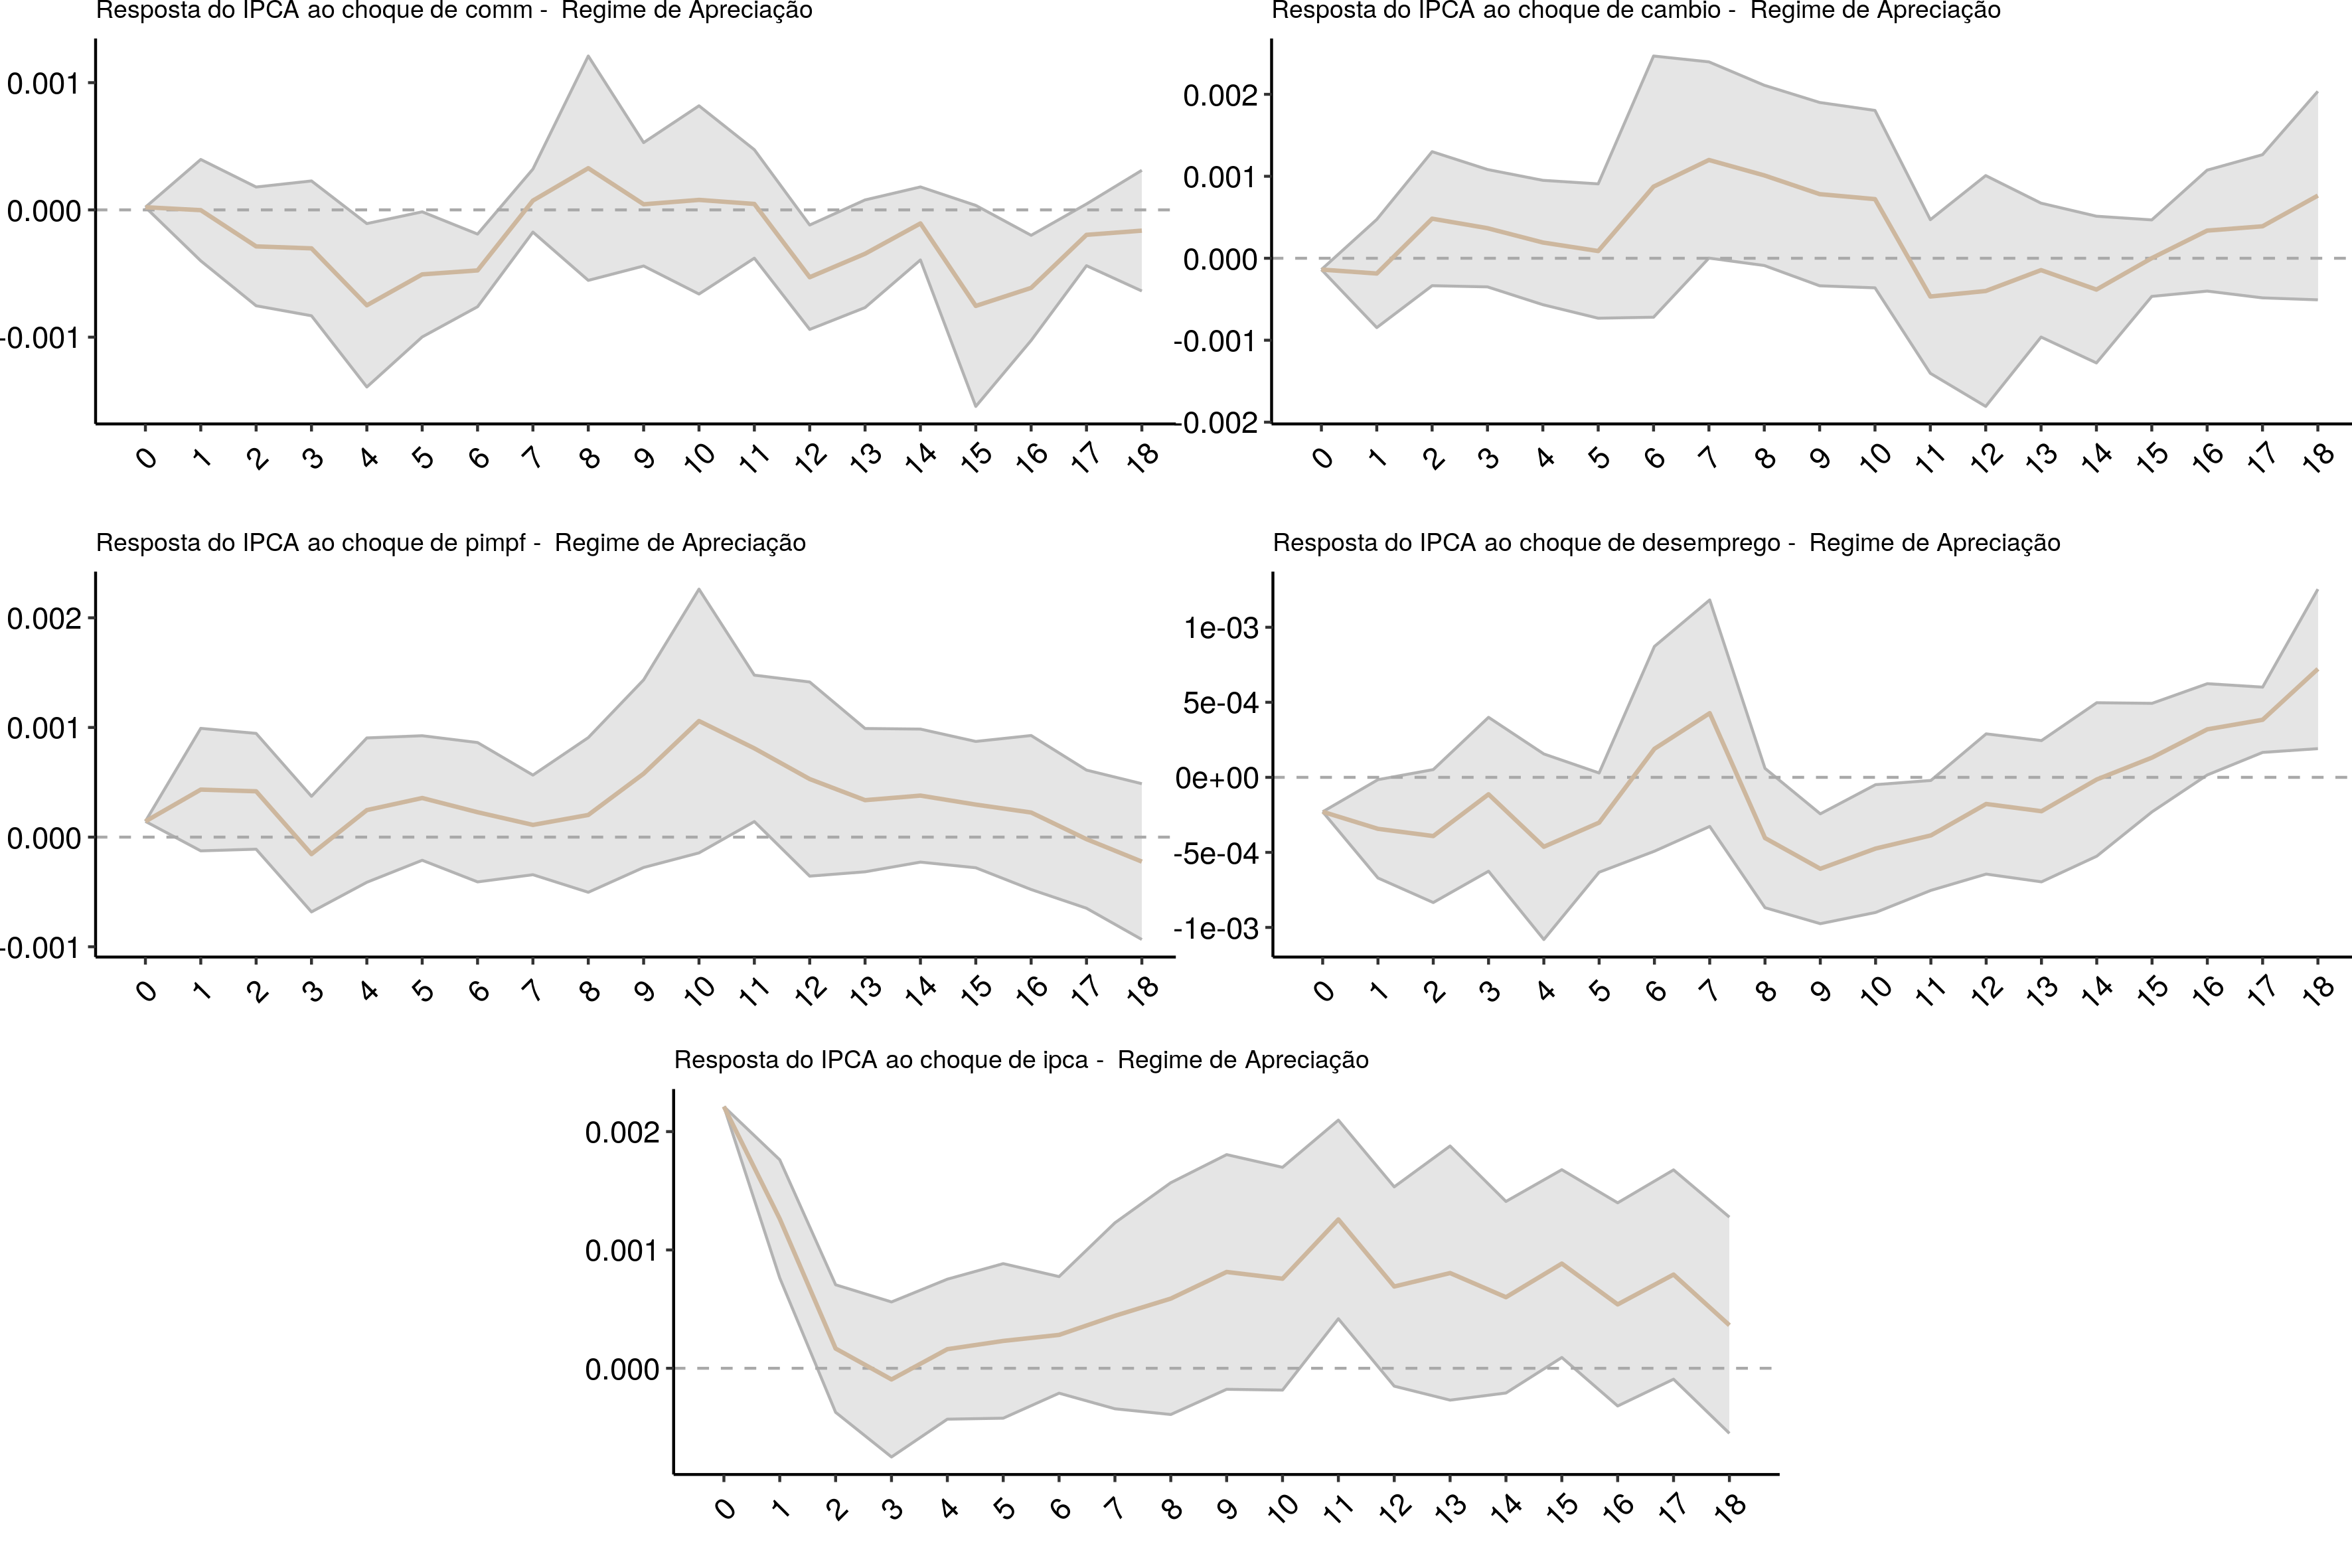 Resposta do IPCA ao choque de comm - Regime de Apreciação
0.001
0.000
-0.001
0 1 2 3 4 5 6 7 8 9 10 11 12 13 14 15 16 17 18
Resposta do IPCA ao choque de cambio - Regime de Apreciação
0.002
0.001
0.000
-0.001
-0.002
0 1 2 3 4 5 6 7 8 9 10 11 12 13 14 15 16 17 18
Resposta do IPCA ao choque de pimpf - Regime de Apreciação
0.002
0.001
0.000
-0.001
0 1 2 3 4 5 6 7 8 9 10 11 12 13 14 15 16 17 18
Resposta do IPCA ao choque de desemprego - Regime de Apreciação
1e-03
5e-04
0e+00
-5e-04
-1e-03
0 1 2 3 4 5 6 7 8 9 10 11 12 13 14 15 16 17 18
Resposta do IPCA ao choque de ipca - Regime de Apreciação
0.002
0.001
0.000
0 1 2 3 4 5 6 7 8 9 10 11 12 13 14 15 16 17 18